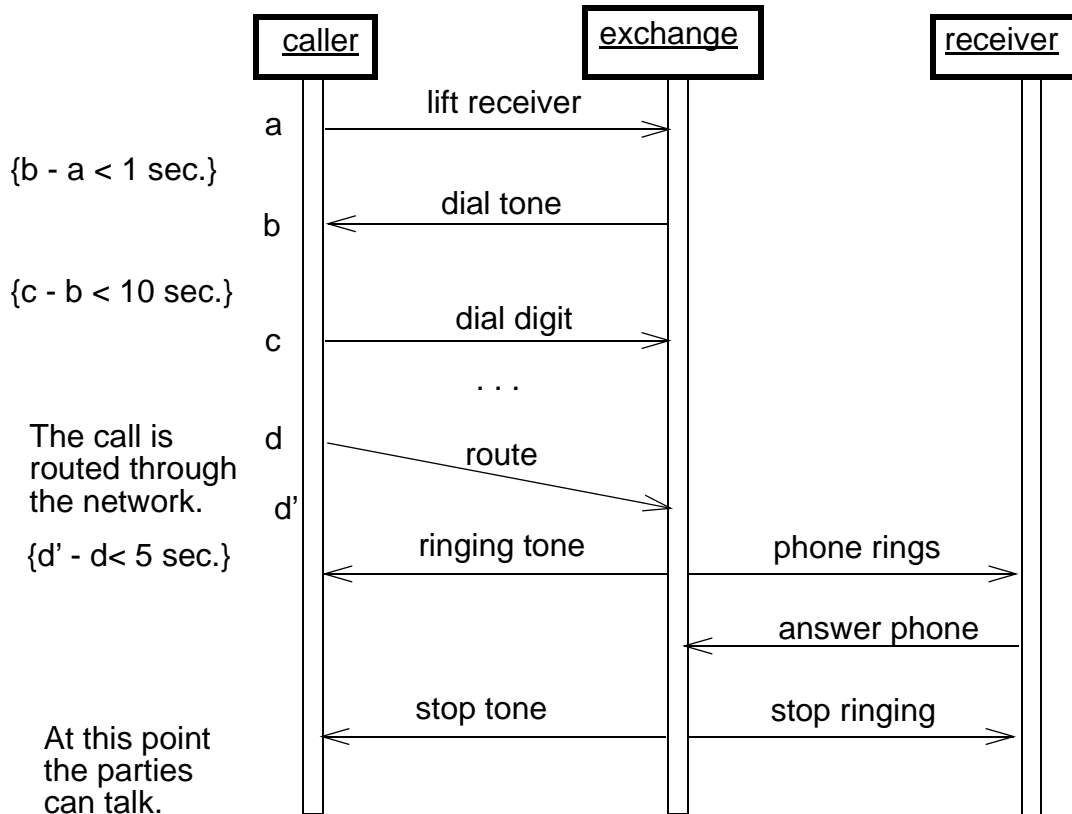 caller
exchange
receiver
lift receiver
a
{b - a < 1 sec.}
dial tone
b
{c - b < 10 sec.}
dial digit
c
. . .
The call is
routed through
the network.
d
route
d’
{d’ - d< 5 sec.}
ringing tone
phone rings
answer phone
stop tone
stop ringing
At this point
the parties
can talk.